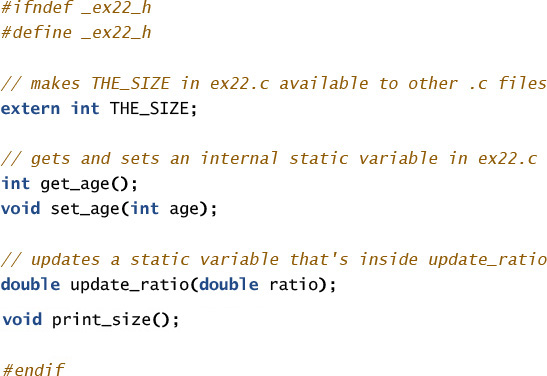 #ifndef _ex22_h
#define _ex22_h
// makes THE_SIZE in ex22.c available to other .c files
extern int THE_SIZE;
// gets and sets an internal static variable in ex22.c
int get_age();
void set_age(int age);
// updates a static variable that's inside update_ratio
double update_ratio(double ratio);
void print_size();
#endif